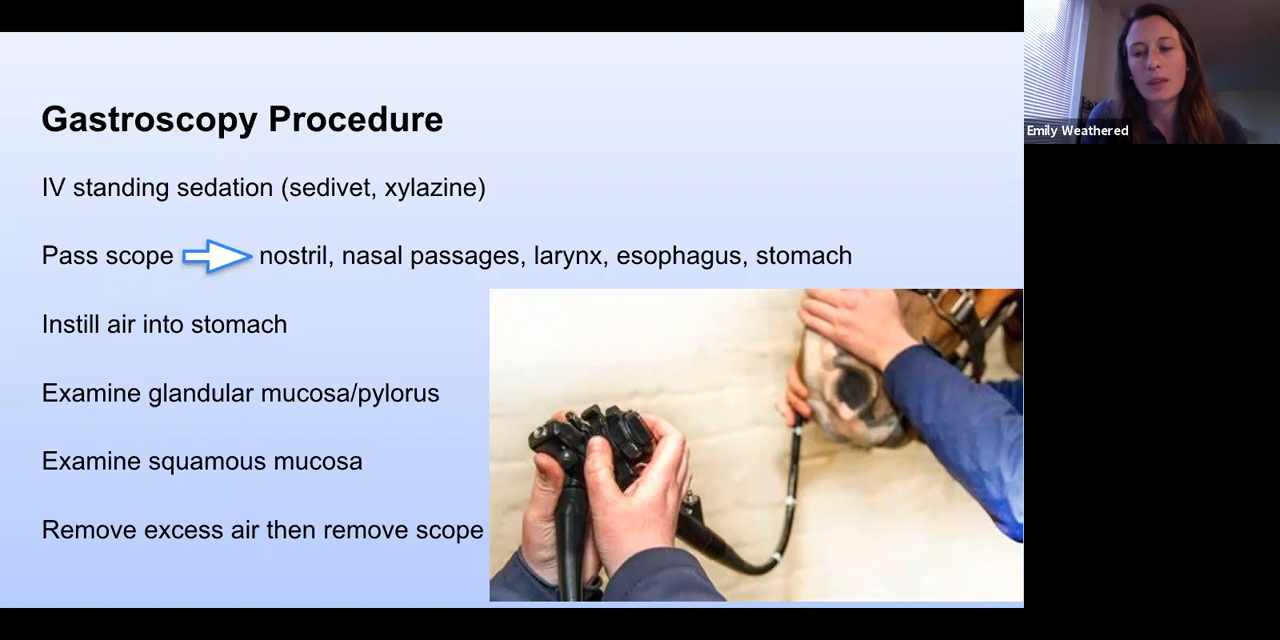 Gastroscopy Procedure
IV standing sedation (sedivet, xylazine)
Pass scope nostril, nasal passages, larynx, esophagus, stomach
Instill air into stomach
Examine glandular mucosa/pylorus
Examine squamous mucosa
Remove excess air then remove scope
Emily Weathered